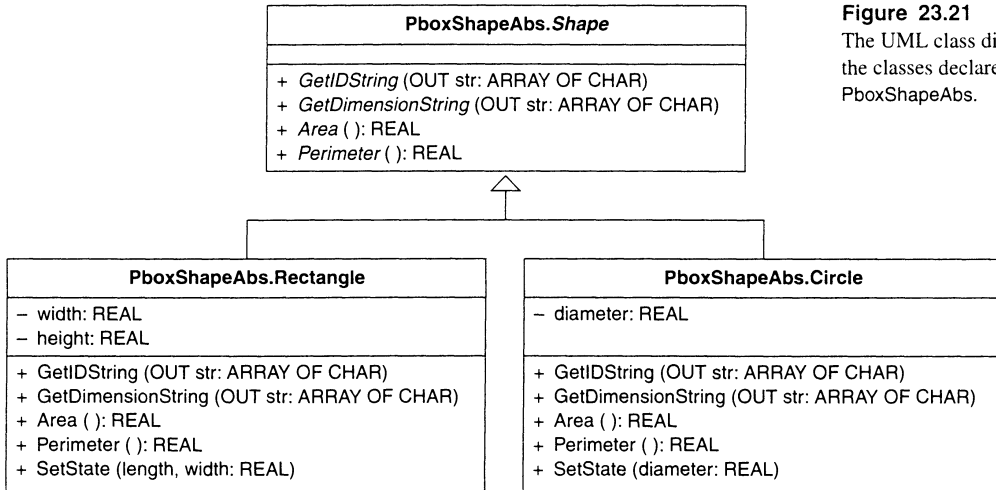 PboxShapeAbs.Shape
+ GetIDString (OUT str: ARRAY OF CHAR)
+ GetDimensionString (OUT str: ARRAY OF CHAR)
+ Area ( ): REAL
+ Perimeter ( ): REAL
Figure 23.21
The UML class di
the classes declare
PboxShapeAbs.
PboxShapeAbs.Rectangle
– width: REAL
– height: REAL
+ GetIDString (OUT str: ARRAY OF CHAR)
+ GetDimensionString (OUT str: ARRAY OF CHAR)
+ Area ( ): REAL
+ Perimeter ( ): REAL
+ SetState (length, width: REAL)
PboxShapeAbs.Circle
– diameter: REAL
+ GetIDString (OUT str: ARRAY OF CHAR)
+ GetDimensionString (OUT str: ARRAY OF CHAR)
+ Area ( ): REAL
+ Perimeter ( ): REAL
+ SetState (diameter: REAL)